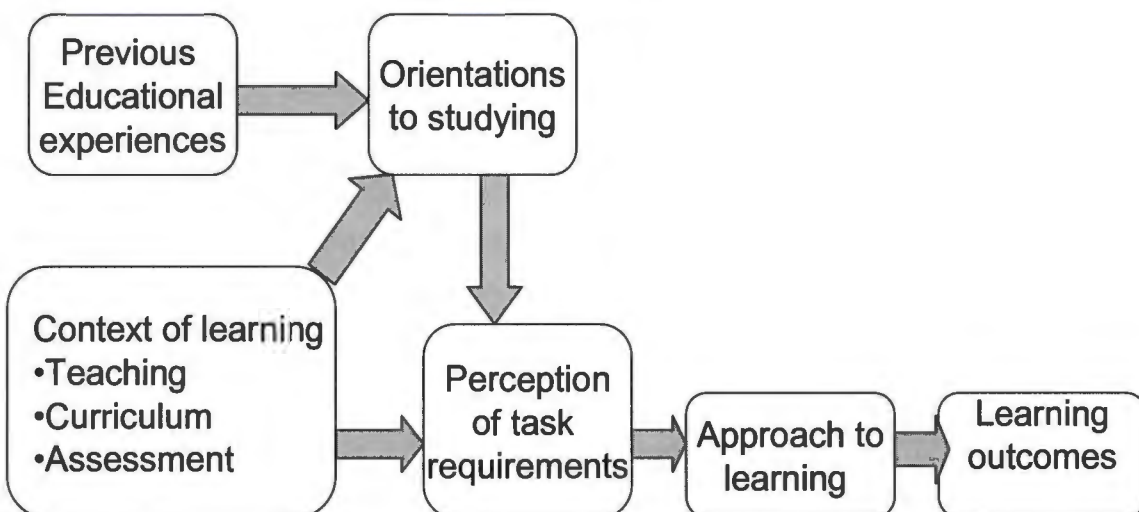 Previous
Educational
experiences
Orientations
to studying
Context of learning
•Teaching
•Curriculum
•Assessment
Perception
of task
requirements
Approach to
learning
Learning
outcomes